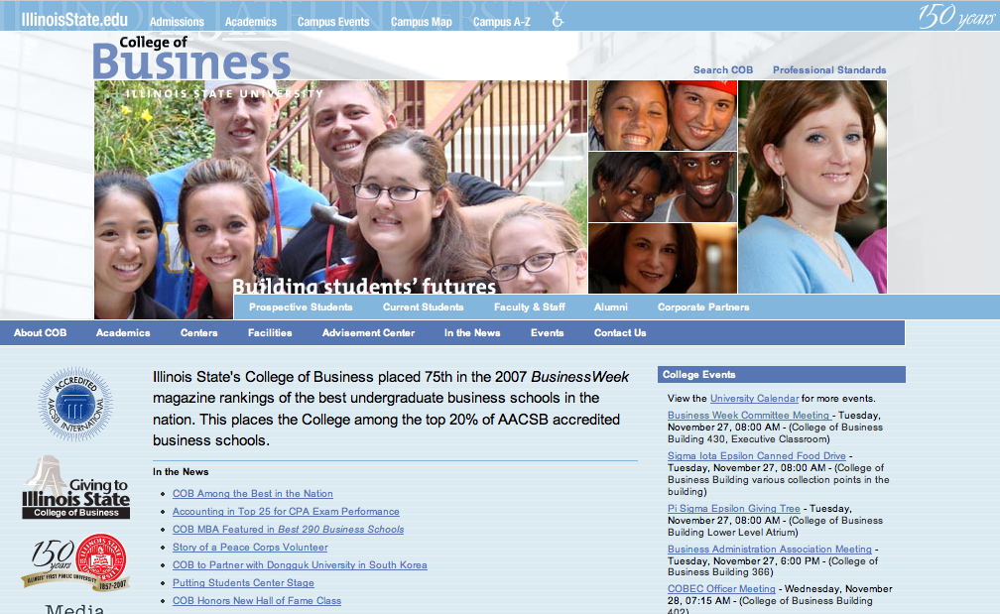 IllinoisState.edu Admissions Academics Campus Events Campus Map Campus A-Z
150 years
College of
Business
ILLINOIS STATE UNIVERSITY
Search COB Professional Standards
Building students' futures
Prospective Students Current Students Faculty & Staff Alumni Corporate Partners
About COB Academics Centers Facilities Advisement Center In the News Events Contact Us
ACCREDITED
AACSB INTERNATIONAL
Giving to
Illinois State
College of Business
150
years
ILLINOIS STATE
ILLINOIS' FIRST PUBLIC UNIVERSITY
1857-2007
Media
Illinois State's College of Business placed 75th in the 2007 BusinessWeek
magazine rankings of the best undergraduate business schools in the
nation. This places the College among the top 20% of AACSB accredited
business schools.
In the News
COB Among the Best in the Nation
Accounting in Top 25 for CPA Exam Performance
COB MBA Featured in Best 290 Business Schools
Story of a Peace Corps Volunteer
COB to Partner with Dongguk University in South Korea
Putting Students Center Stage
COB Honors New Hall of Fame Class
College Events
View the University Calendar for more events.
Business Week Committee Meeting - Tuesday,
November 27, 08:00 AM - (College of Business
Building 430, Executive Classroom)
Sigma Iota Epsilon Canned Food Drive -
Tuesday, November 27, 08:00 AM - (College of
Business Building various collection points in the
building)
Pi Sigma Epsilon Giving Tree - Tuesday,
November 27, 08:00 AM - (College of Business
Building Lower Level Atrium)
Business Administration Association Meeting -
Tuesday, November 27, 6:00 PM - (College of
Business Building 366)
COBEC Officer Meeting - Wednesday, November
28, 07:15 AM - (College of Business Building
402)